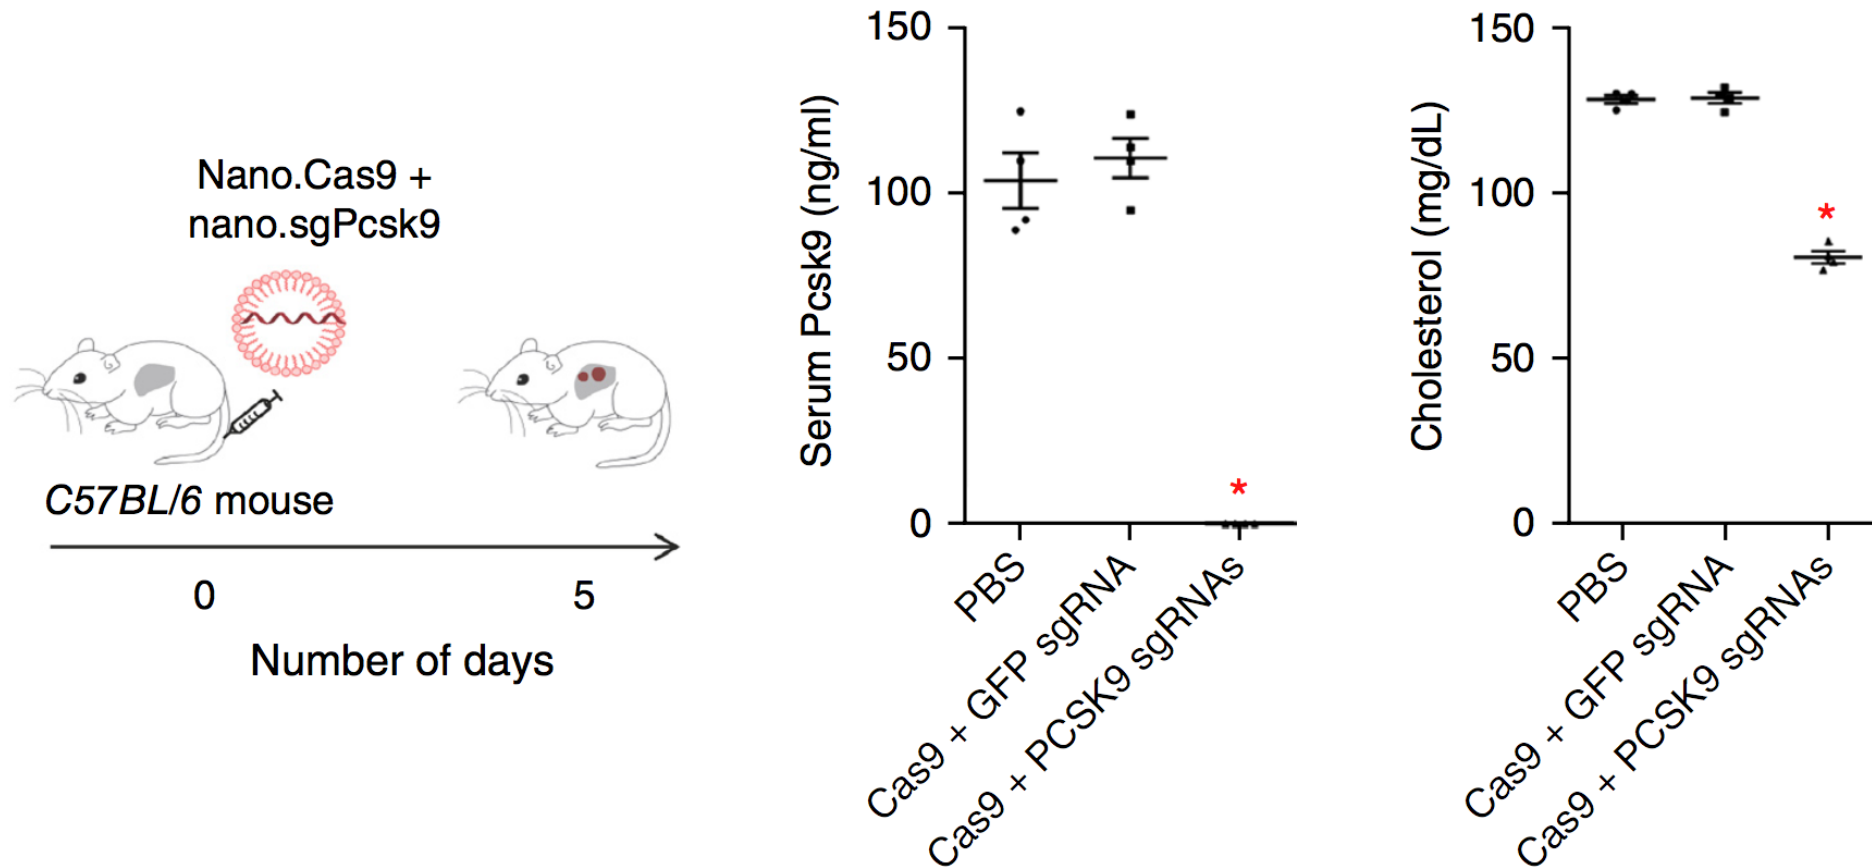 Nano.Cas9 +
nano.sgPcsk9
C57BL/6 mouse
0
5
Number of days
Serum Pcsk9 (ng/ml)
150
100
50
0
*
PBS
Cas9 + GFP sgRNA
Cas9 + PCSK9 sgRNAs
Cholesterol (mg/dL)
150
100
50
0
*
PBS
Cas9 + GFP sgRNA
Cas9 + PCSK9 sgRNAs